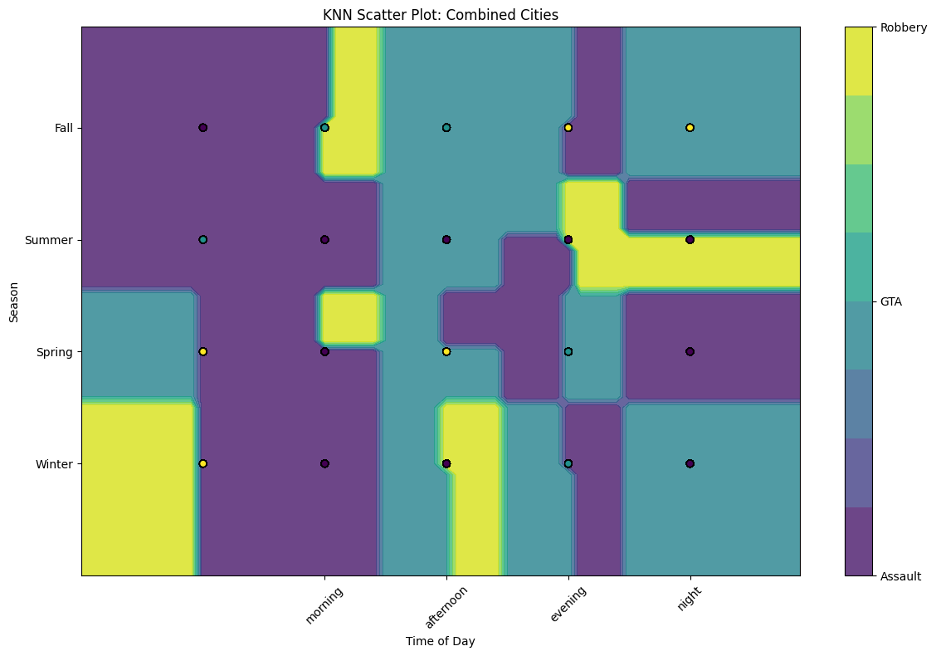 KNN Scatter Plot: Combined Cities
Robbery
GTA
Assault
Fall
Summer
Spring
Winter
Season
morning
afternoon
evening
night
Time of Day